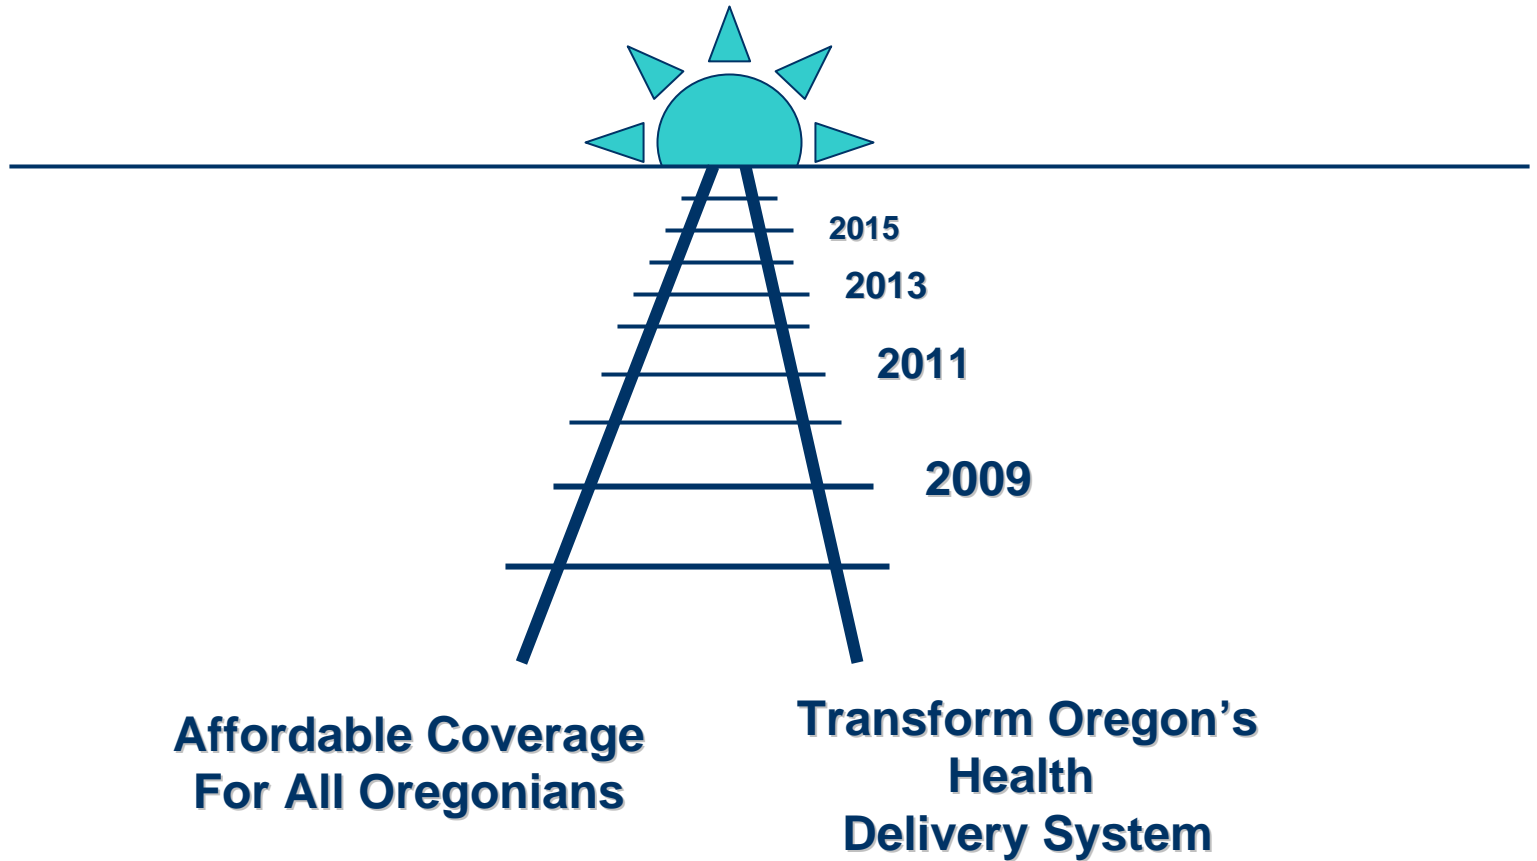 2015
2013
2011
2009
Affordable Coverage
For All Oregonians
Transform Oregon’s
Health
Delivery System